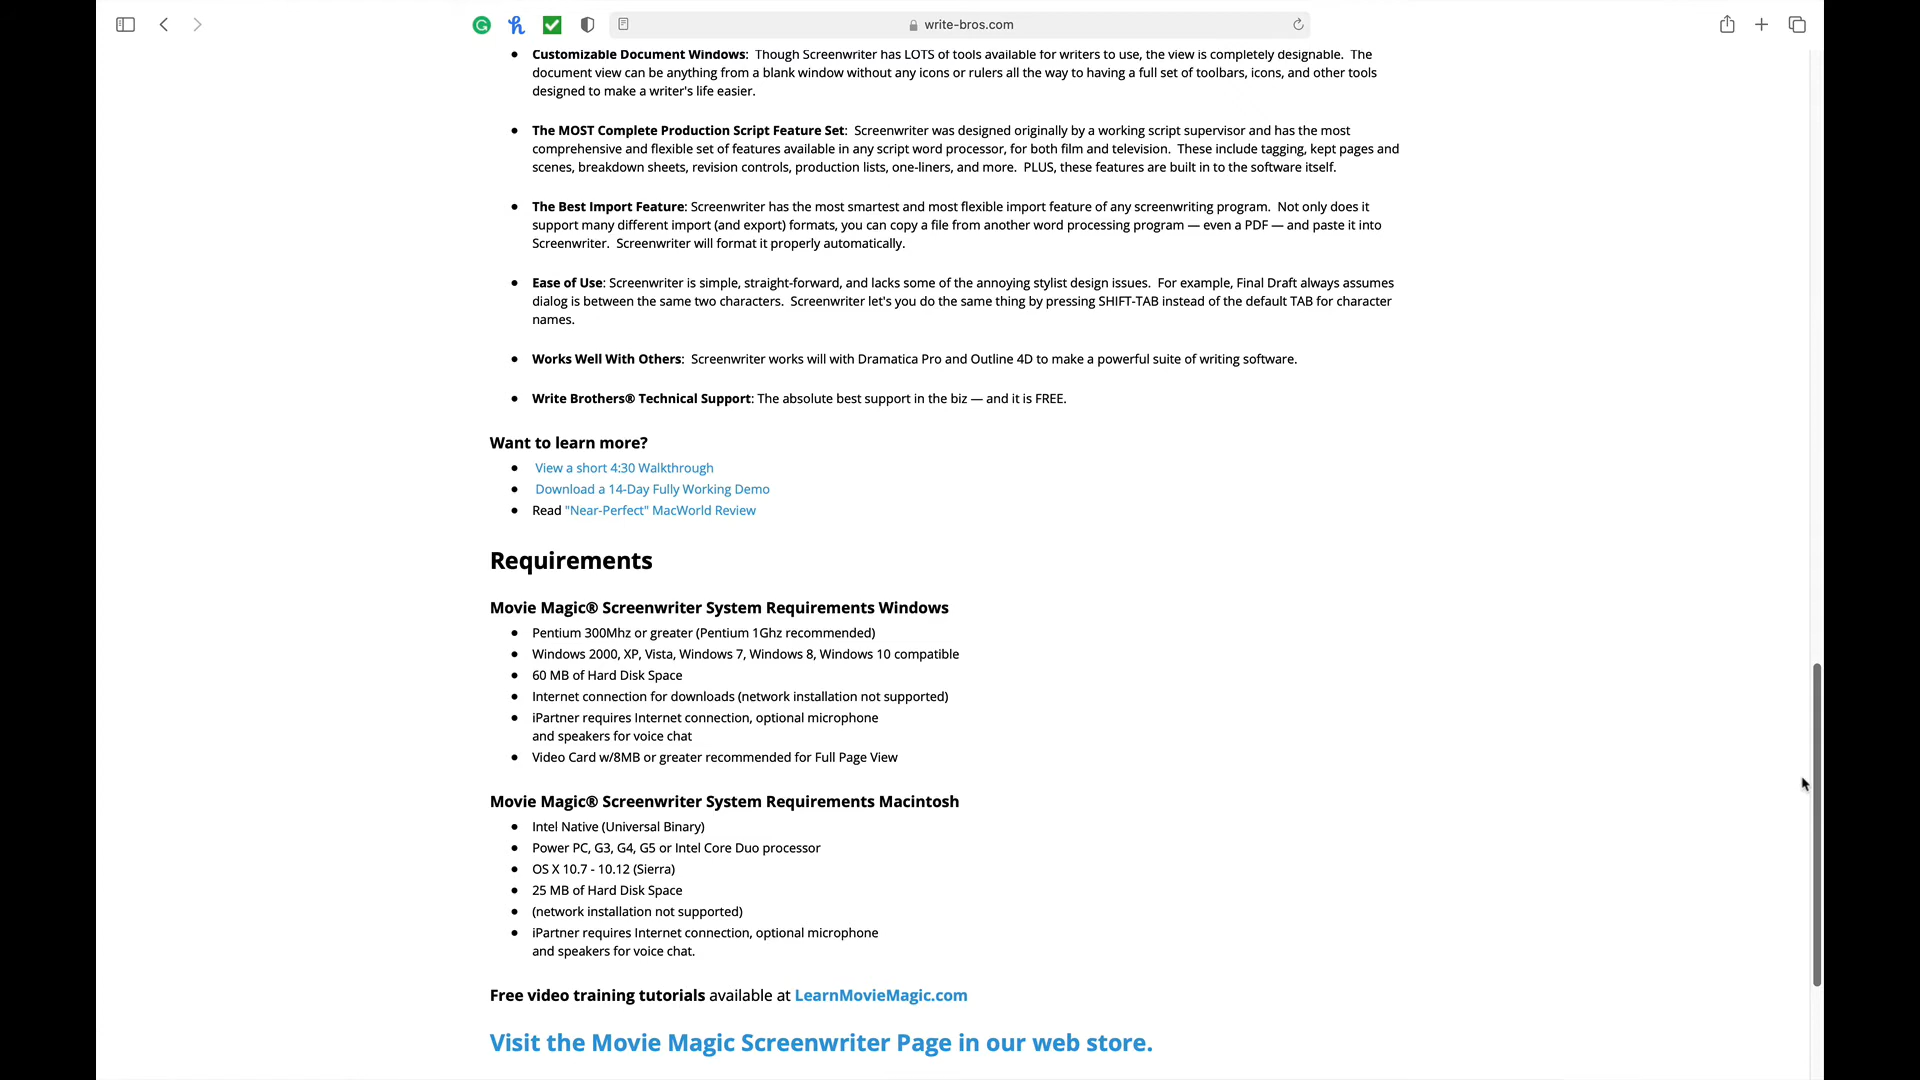 write-bros.com
Customizable Document Windows: Though Screenwriter has LOTS of tools available for writers to use, the view is completely designable. The
document view can be anything from a blank window without any icons or rulers all the way to having a full set of toolbars, icons, and other tools
designed to make a writer's life easier.
The MOST Complete Production Script Feature Set: Screenwriter was designed originally by a working script supervisor and has the most
comprehensive and flexible set of features available in any script word processor, for both film and television. These include tagging, kept pages and
scenes, breakdown sheets, revision controls, production lists, one-liners, and more. PLUS, these features are built in to the software itself.
The Best Import Feature: Screenwriter has the most smartest and most flexible import feature of any screenwriting program. Not only does it
support many different import (and export) formats, you can copy a file from another word processing program — even a PDF — and paste it into
Screenwriter. Screenwriter will format it properly automatically.
Ease of Use: Screenwriter is simple, straight-forward, and lacks some of the annoying stylist design issues. For example, Final Draft always assumes
dialog is between the same two characters. Screenwriter let's you do the same thing by pressing SHIFT-TAB instead of the default TAB for character
names.
Works Well With Others: Screenwriter works will with Dramatica Pro and Outline 4D to make a powerful suite of writing software.
Write Brothers® Technical Support: The absolute best support in the biz — and it is FREE.
Want to learn more?
View a short 4:30 Walkthrough
Download a 14-Day Fully Working Demo
Read "Near-Perfect" MacWorld Review
Requirements
Movie Magic® Screenwriter System Requirements Windows
Pentium 300Mhz or greater (Pentium 1Ghz recommended)
Windows 2000, XP, Vista, Windows 7, Windows 8, Windows 10 compatible
60 MB of Hard Disk Space
Internet connection for downloads (network installation not supported)
iPartner requires Internet connection, optional microphone
and speakers for voice chat
Video Card w/8MB or greater recommended for Full Page View
Movie Magic® Screenwriter System Requirements Macintosh
Intel Native (Universal Binary)
Power PC, G3, G4, G5 or Intel Core Duo processor
OS X 10.7 - 10.12 (Sierra)
25 MB of Hard Disk Space
(network installation not supported)
iPartner requires Internet connection, optional microphone
and speakers for voice chat.
Free video training tutorials available at LearnMovieMagic.com
Visit the Movie Magic Screenwriter Page in our web store.